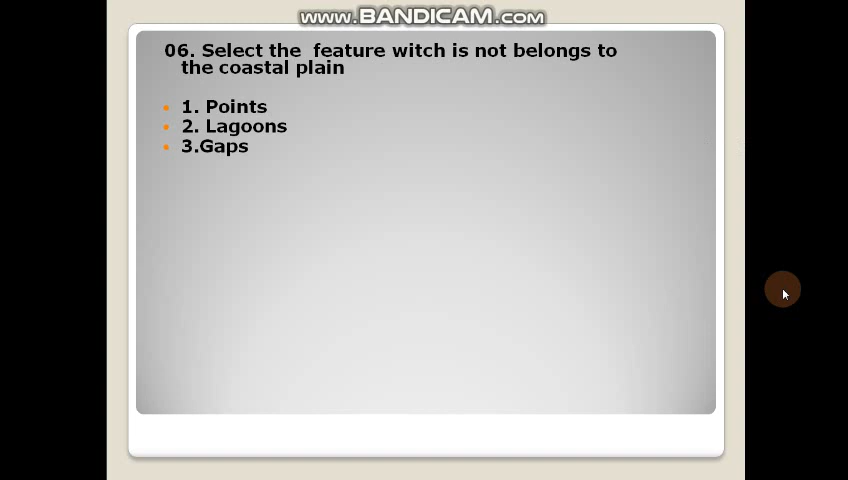 www.BANDICAM.com
06. Select the feature witch is not belongs to
the coastal plain
1. Points
2. Lagoons
3.Gaps